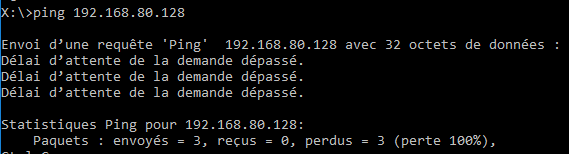 X:\>ping 192.168.80.128
Envoi d’une requête 'Ping' 192.168.80.128 avec 32 octets de données :
Délai d’attente de la demande dépassé.
Délai d’attente de la demande dépassé.
Délai d’attente de la demande dépassé.
Statistiques Ping pour 192.168.80.128:
Paquets : envoyés = 3, reçus = 0, perdus = 3 (perte 100%),